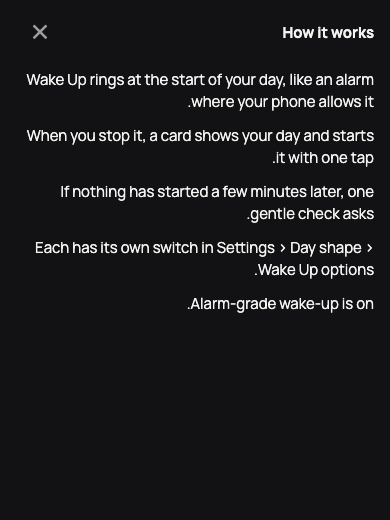 How it works
Wake Up rings at the start of your day, like an alarm
.where your phone allows it
When you stop it, a card shows your day and starts
.it with one tap
If nothing has started a few minutes later, one
.gentle check asks
Each has its own switch in Settings › Day shape ›
.Wake Up options
.Alarm-grade wake-up is on